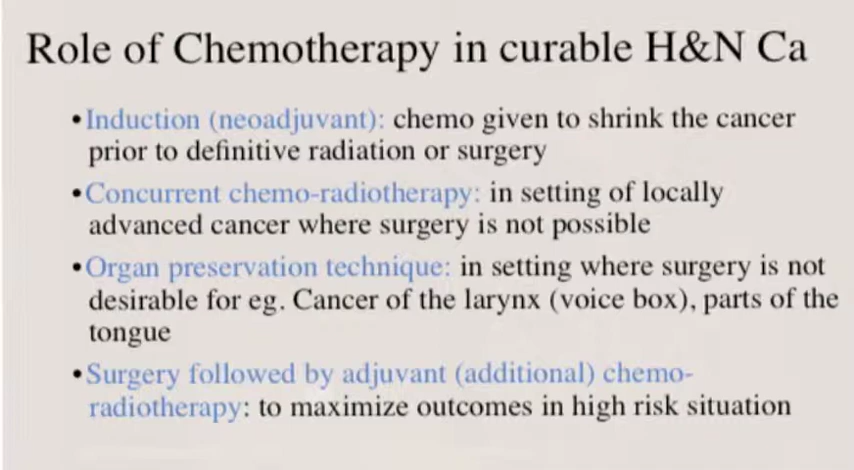 Role of Chemotherapy in curable H&N Ca
•Induction (neoadjuvant): chemo given to shrink the cancer
prior to definitive radiation or surgery
•Concurrent chemo-radiotherapy: in setting of locally
advanced cancer where surgery is not possible
•Organ preservation technique: in setting where surgery is not
desirable for eg. Cancer of the larynx (voice box), parts of the
tongue
•Surgery followed by adjuvant (additional) chemo-
radiotherapy: to maximize outcomes in high risk situation